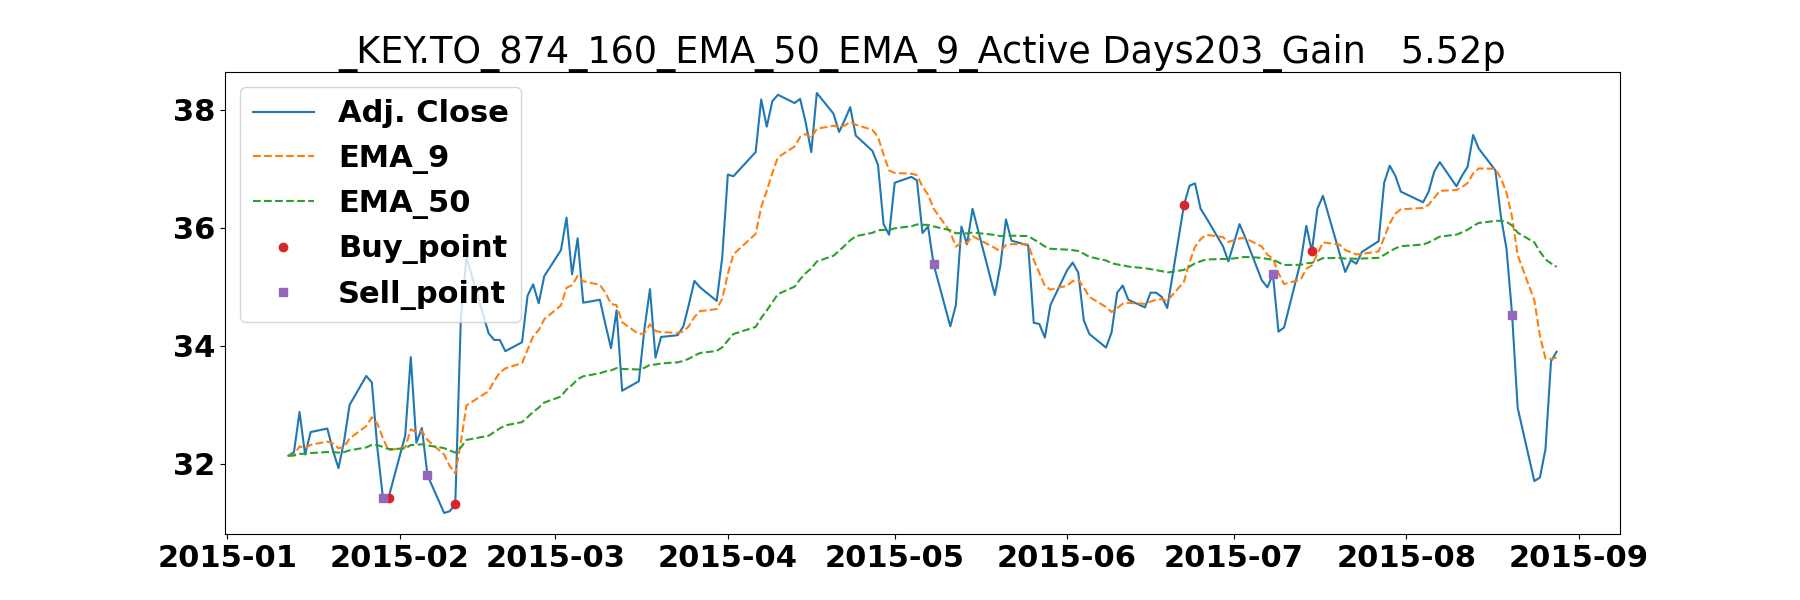 _KEY.TO_874_160_EMA_50_EMA_9_Active Days203_Gain   5.52p
Adj. Close
EMA_9
EMA_50
Buy_point
Sell_point
38
36
34
32
2015-01 2015-02 2015-03 2015-04 2015-05 2015-06 2015-07 2015-08 2015-09